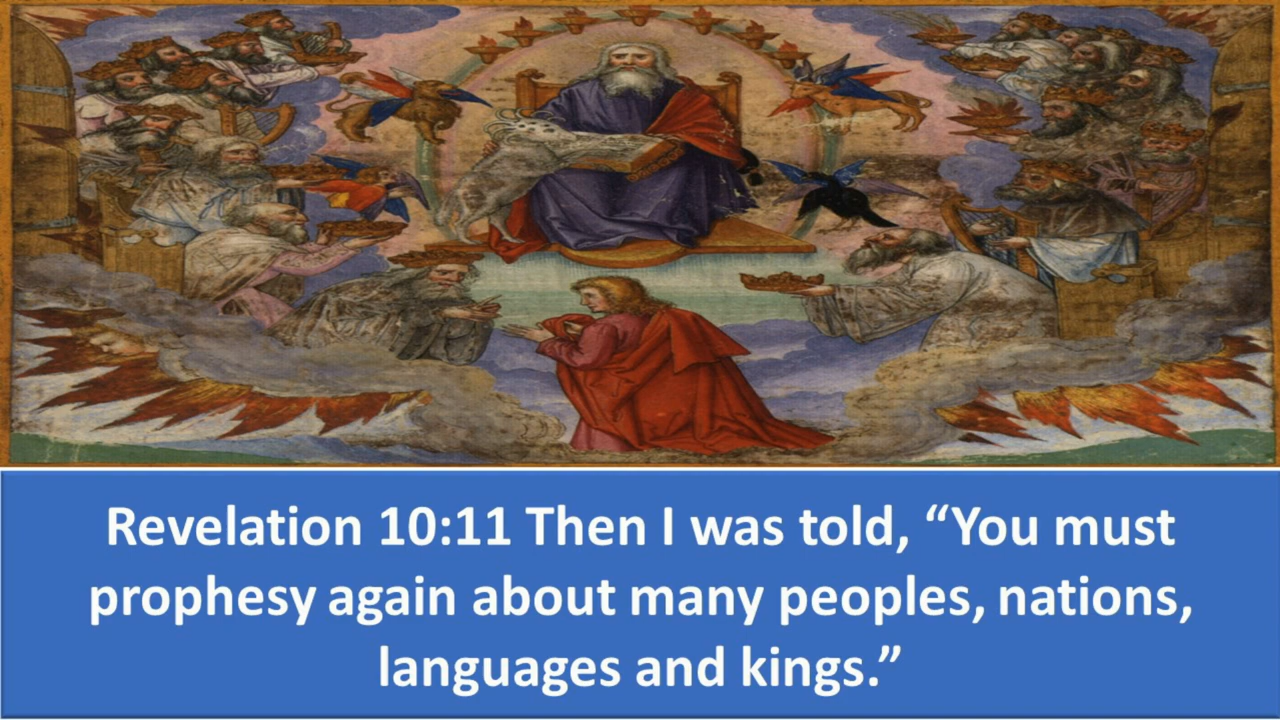 Revelation 10:11 Then I was told, “You must
prophesy again about many peoples, nations,
languages and kings.”